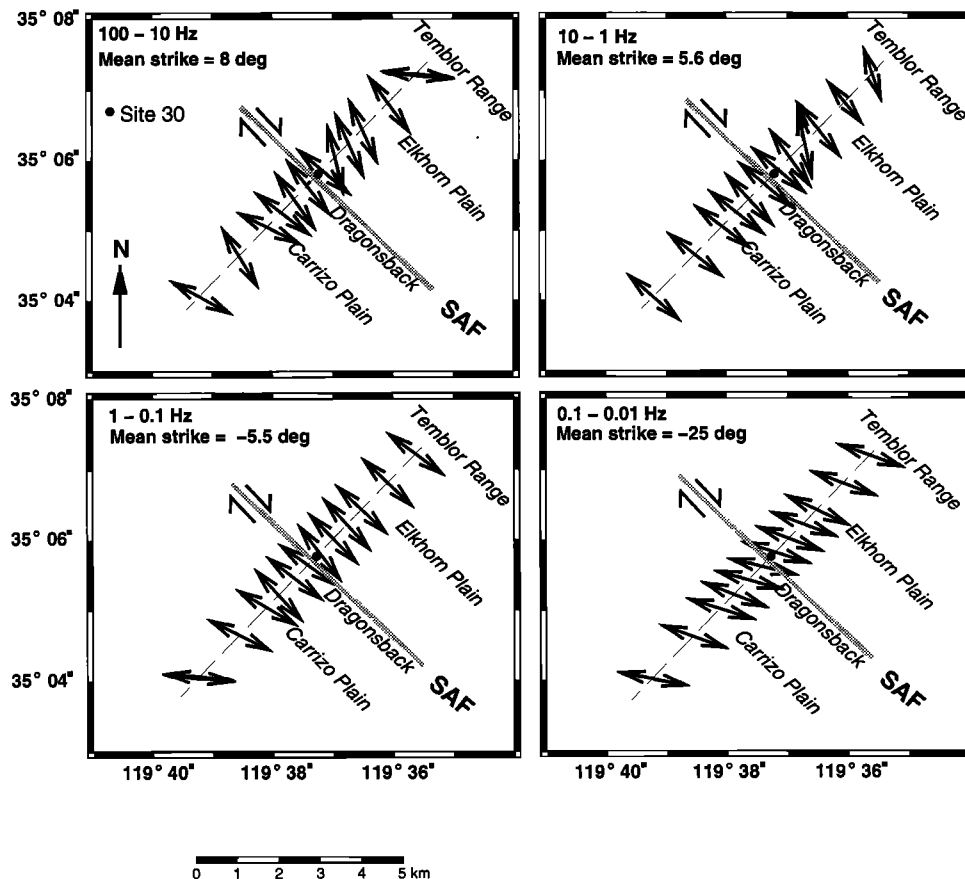 35° 08"
100 – 10 Hz
Mean strike = 8 deg
Site 30
Temblor Range
35° 06"
Elkhorn Plain
Dragonsback
N
Carrizo Plain
35° 04"
SAF
10 – 1 Hz
Mean strike = 5.6 deg
Temblor Range
Elkhorn Plain
Dragonsback
Carrizo Plain
SAF
35° 08"
1 – 0.1 Hz
Mean strike = –5.5 deg
Temblor Range
35° 06"
Elkhorn Plain
Dragonsback
Carrizo Plain
35° 04"
SAF
119° 40" 119° 38" 119° 36"
0.1 – 0.01 Hz
Mean strike = –25 deg
Temblor Range
Elkhorn Plain
Dragonsback
Carrizo Plain
SAF
119° 40" 119° 38" 119° 36"
0 1 2 3 4 5 km